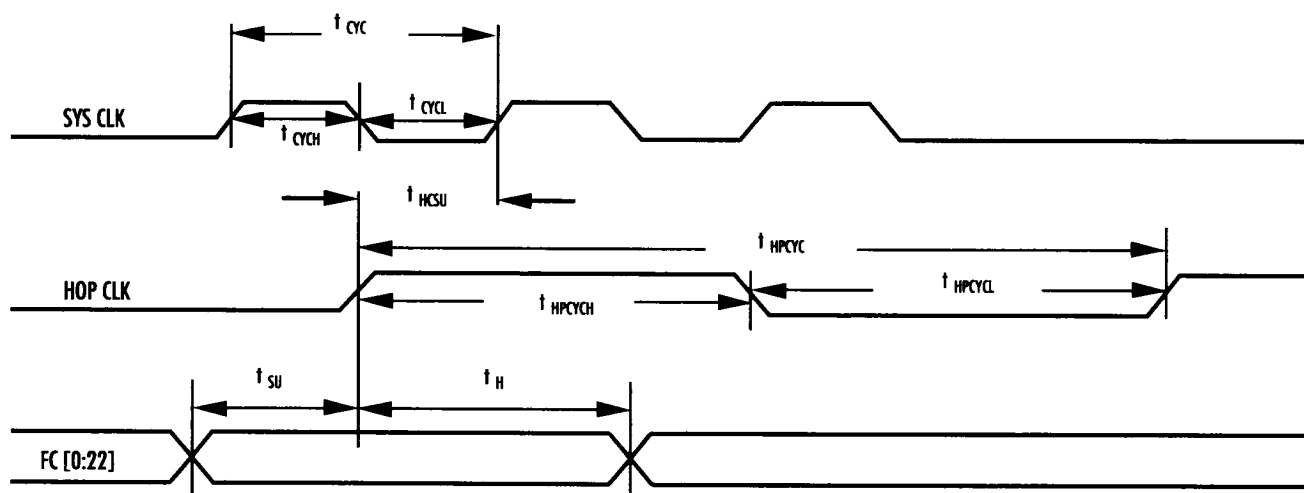 t CYC
SYS CLK
t CYCH
t CYCL
t HCSU
t HPCYC
HOP CLK
t HPCYCH
t HPCYCL
t SU
t H
FC [0:22]